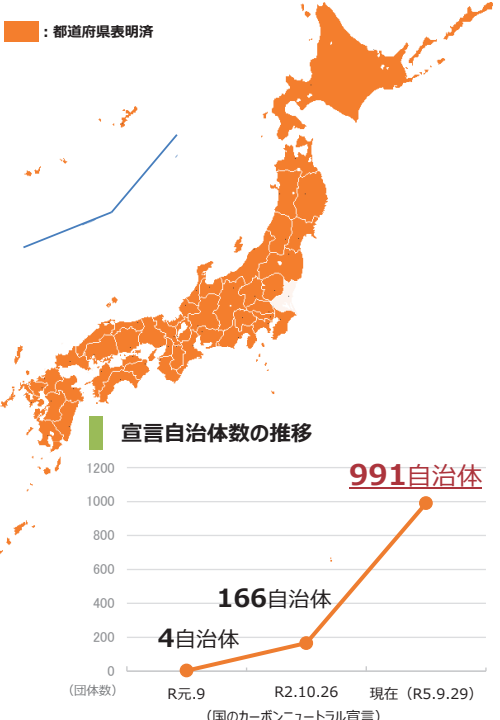 ：都道府県表明済
宣言自治体数の推移
991自治体
166自治体
4自治体
1200
1000
800
600
400
200
0
（団体数）
R元.9
R2.10.26
現在（R5.9.29）
（国のカーボンニュートラル宣言）